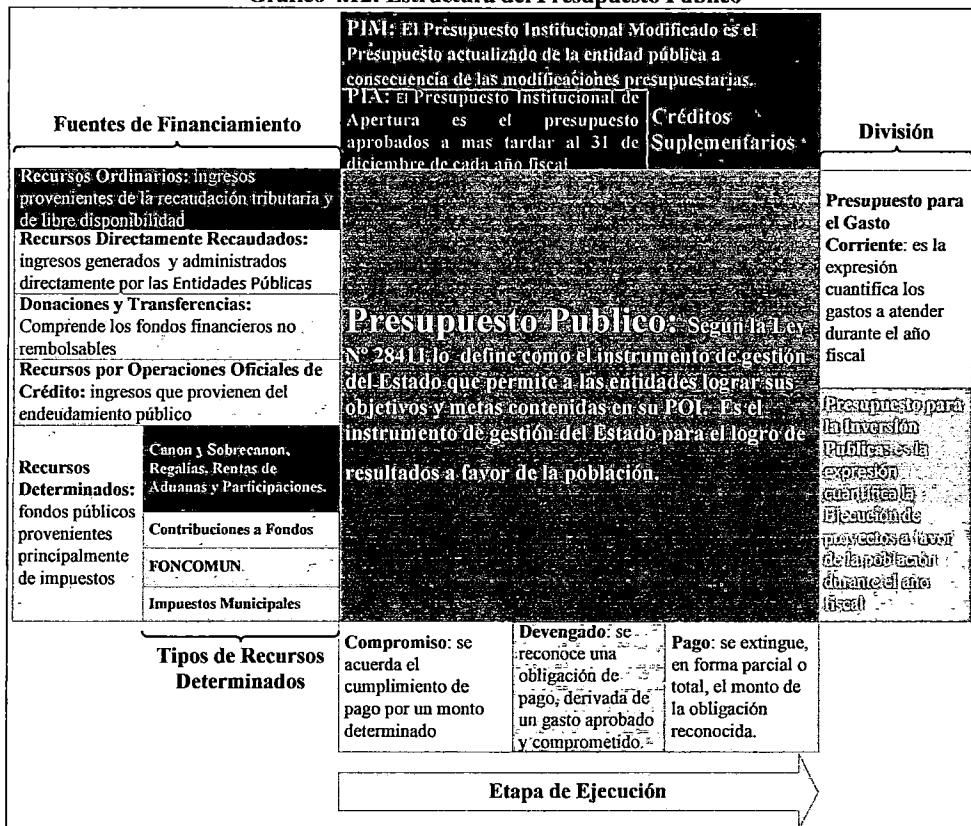 Gráfico 4.12: Estructura del Presupuesto Público
PIM: El Presupuesto Institucional Modificado es el
Presupuesto actualizado de la entidad pública a
consecuencia de las modificaciones presupuestarias.
PIA: El Presupuesto Institucional de
Apertura es el presupuesto
aprobados a mas tardar al 31 de
diciembre de cada año fiscal
Créditos
Suplementarios
Fuentes de Financiamiento
División
Recursos Ordinarios: ingresos
provenientes de la recaudación tributaria y
de libre disponibilidad
Recursos Directamente Recaudados:
ingresos generados y administrados
directamente por las Entidades Públicas
Donaciones y Transferencias:
Comprende los fondos financieros no
rembolsables
Recursos por Operaciones Oficiales de
Crédito: ingresos que provienen del
endeudamiento público
Recursos
Determinados:
fondos públicos
provenientes
principalmente
de impuestos
Canon y Sobrecanon,
Regalías, Rentas de
Aduanas y Participaciones.
Contribuciones a Fondos
FONCOMUN
Impuestos Municipales
Tipos de Recursos
Determinados
Presupuesto Publico: Según la Ley
N° 28411 lo define como el instrumento de gestión
del Estado que permite a las entidades lograr sus
objetivos y metas contenidas en su POI. Es el
instrumento de gestión del Estado para el logro de
resultados a favor de la población.
Presupuesto para
el Gasto
Corriente: es la
expresión
cuantifica los
gastos a atender
durante el año
fiscal
Presupuesto para
la Inversión
Publicas es la
expresión
cuantifica la
Ejecución de
proyectos a favor
de la población
durante el año
fiscal
Compromiso: se
acuerda el
cumplimiento de
pago por un monto
determinado
Devengado: se
reconoce una
obligación de
pago, derivada de
un gasto aprobado
y comprometido.
Pago: se extingue,
en forma parcial o
total, el monto de
la obligación
reconocida.
Etapa de Ejecución